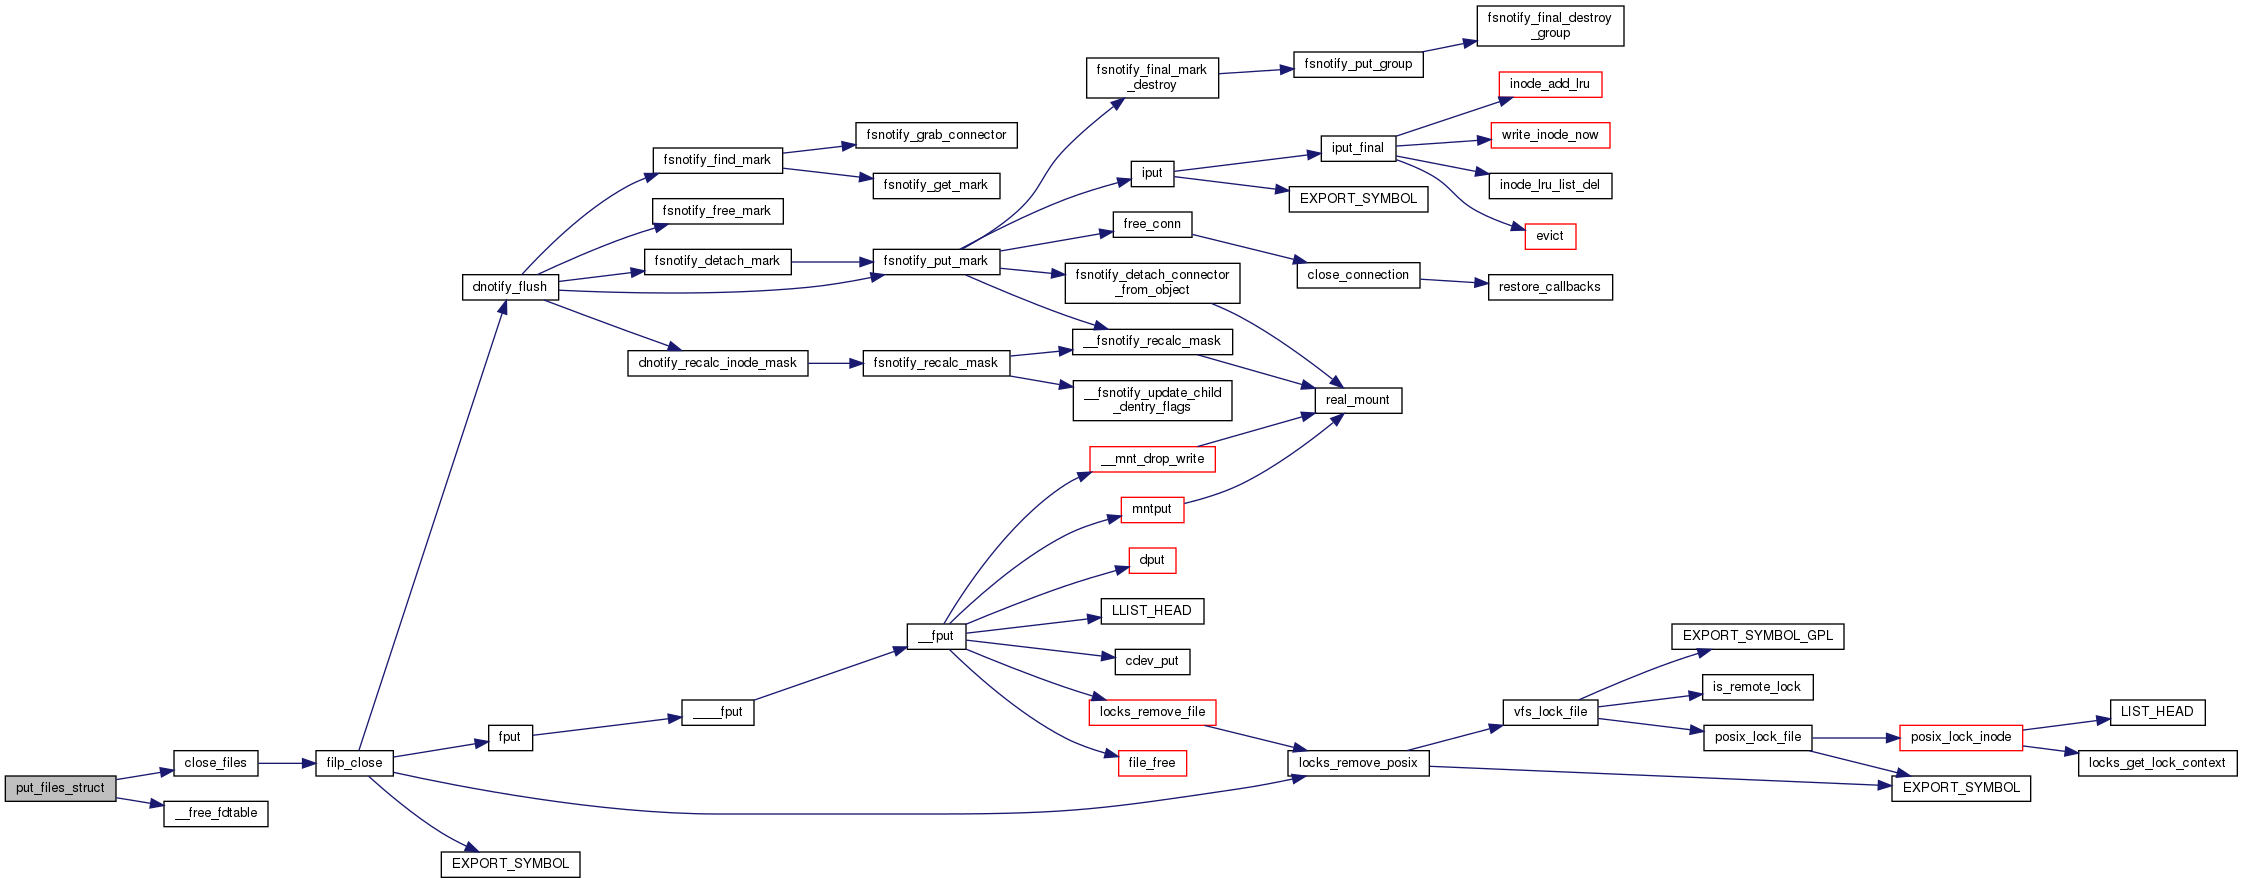 put_files_struct
close_files
__free_fdtable
filp_close
dnotify_flush
fput
EXPORT_SYMBOL
fsnotify_find_mark
fsnotify_free_mark
fsnotify_detach_mark
dnotify_recalc_inode_mask
____fput
fsnotify_grab_connector
fsnotify_get_mark
fsnotify_put_mark
fsnotify_recalc_mask
__fput
fsnotify_final_mark
_destroy
iput
free_conn
fsnotify_detach_connector
_from_object
__fsnotify_recalc_mask
__fsnotify_update_child
_dentry_flags
__mnt_drop_write
mntput
dput
LLIST_HEAD
cdev_put
locks_remove_file
file_free
fsnotify_put_group
iput_final
EXPORT_SYMBOL
close_connection
real_mount
locks_remove_posix
fsnotify_final_destroy
_group
inode_add_lru
write_inode_now
inode_lru_list_del
evict
restore_callbacks
vfs_lock_file
EXPORT_SYMBOL_GPL
is_remote_lock
posix_lock_file
posix_lock_inode
EXPORT_SYMBOL
LIST_HEAD
locks_get_lock_context